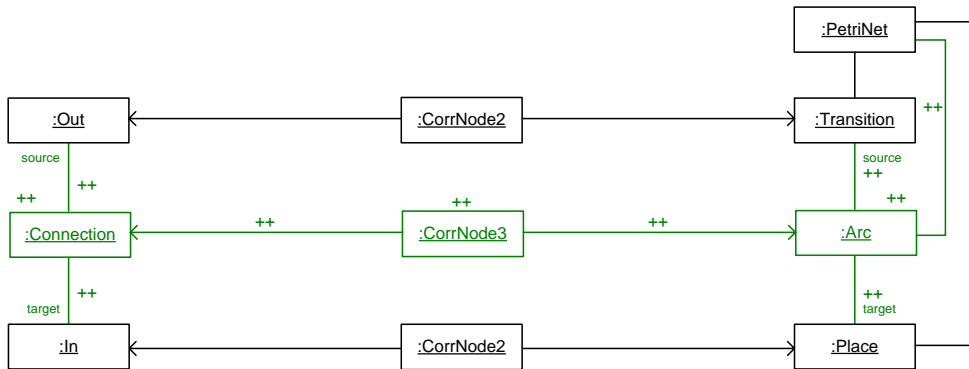 :PetriNet
++
:Out
:CorrNode2
:Transition
source
source
++
++
++
++
++
++
++
:Connection
:CorrNode3
:Arc
++
++
target
target
:In
:CorrNode2
:Place